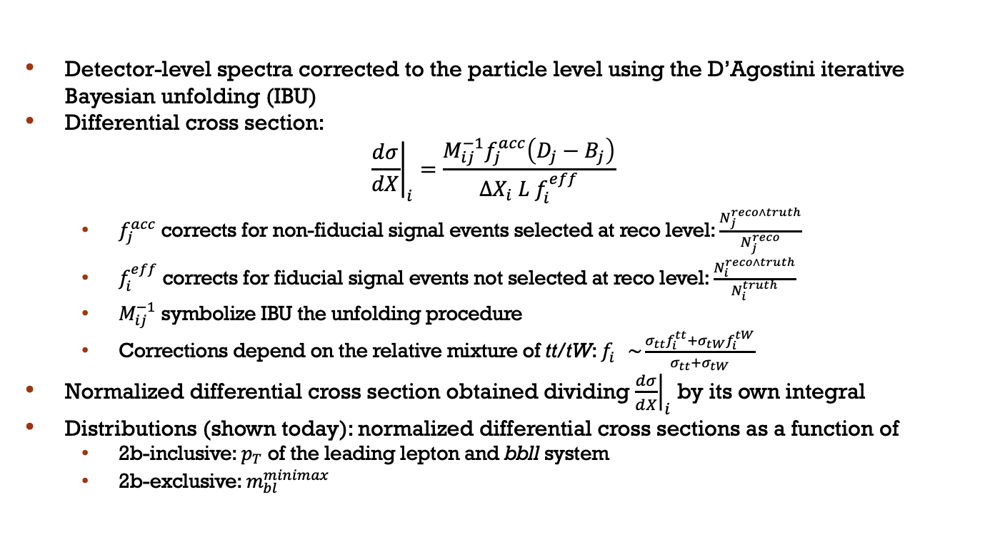 • Detector-level spectra corrected to the particle level using the D’Agostini iterative
Bayesian unfolding (IBU)
• Differential cross section:
$\left.\frac{d\sigma}{dX}\right|_i = \frac{M_{ij}^{-1} f_j^{acc} (D_j - B_j)}{\Delta X_i \, L \, f_i^{eff}}$
• $f_j^{acc}$ corrects for non-fiducial signal events selected at reco level: $\frac{N_j^{reco \wedge truth}}{N_j^{reco}}$
• $f_i^{eff}$ corrects for fiducial signal events not selected at reco level: $\frac{N_i^{reco \wedge truth}}{N_i^{truth}}$
• $M_{ij}^{-1}$ symbolize IBU the unfolding procedure
• Corrections depend on the relative mixture of tt/tW: $f_i \sim \frac{\sigma_{tt} f_i^{tt} + \sigma_{tW} f_i^{tW}}{\sigma_{tt} + \sigma_{tW}}$
• Normalized differential cross section obtained dividing $\left.\frac{d\sigma}{dX}\right|_i$ by its own integral
• Distributions (shown today): normalized differential cross sections as a function of
• 2b-inclusive: $p_T$ of the leading lepton and bbll system
• 2b-exclusive: $m_{bl}^{minimax}$